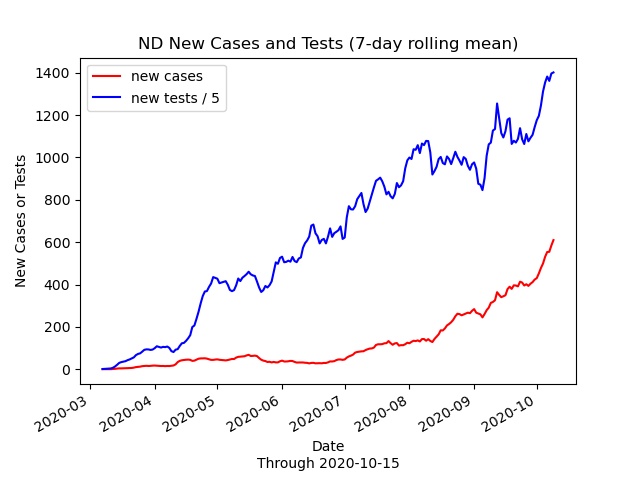 ND New Cases and Tests (7-day rolling mean)
new cases
new tests / 5
New Cases or Tests
1400
1200
1000
800
600
400
200
0
2020-03
2020-04
2020-05
2020-06
2020-07
2020-08
2020-09
2020-10
Date
Through 2020-10-15